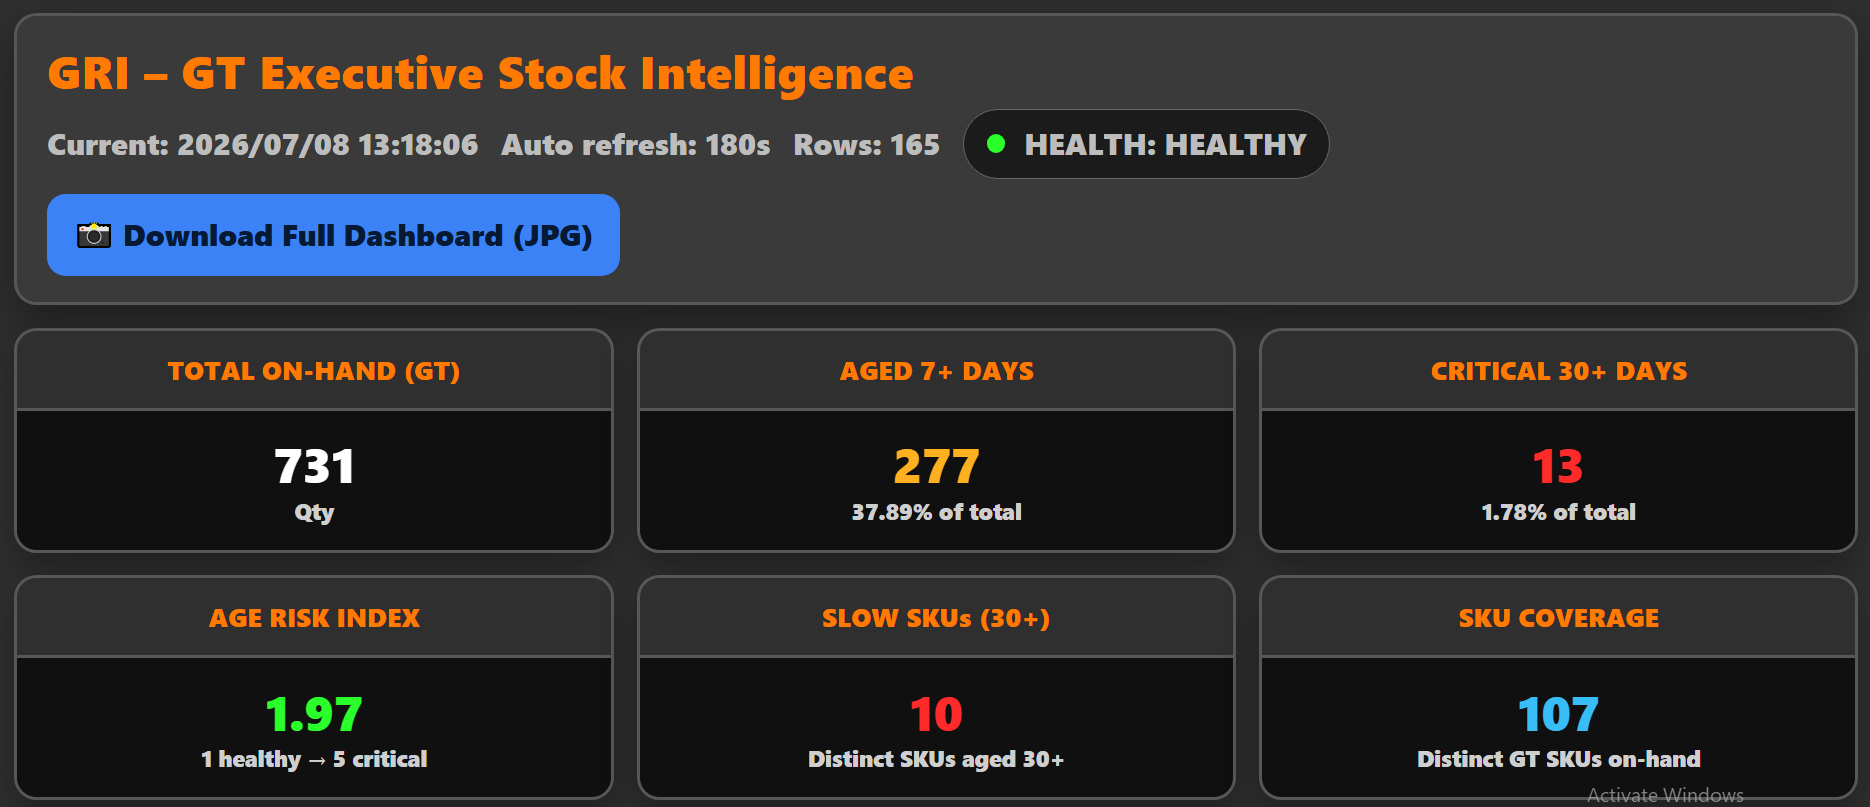 GRI – GT Executive Stock Intelligence
Current: 2026/07/08 13:18:06 Auto refresh: 180s Rows: 165 HEALTH: HEALTHY
Download Full Dashboard (JPG)
TOTAL ON-HAND (GT)
731
Qty
AGED 7+ DAYS
277
37.89% of total
CRITICAL 30+ DAYS
13
1.78% of total
AGE RISK INDEX
1.97
1 healthy → 5 critical
SLOW SKUs (30+)
10
Distinct SKUs aged 30+
SKU COVERAGE
107
Distinct GT SKUs on-hand
Activate Windows